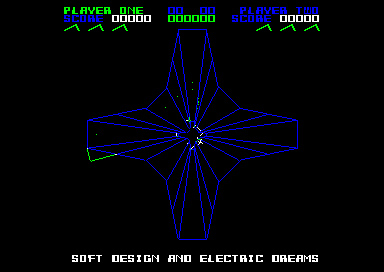 PLAYER ONE 00 00 PLAYER TWO
SCORE 00000 000000 SCORE 00000
SOFT DESIGN AND ELECTRIC DREAMS